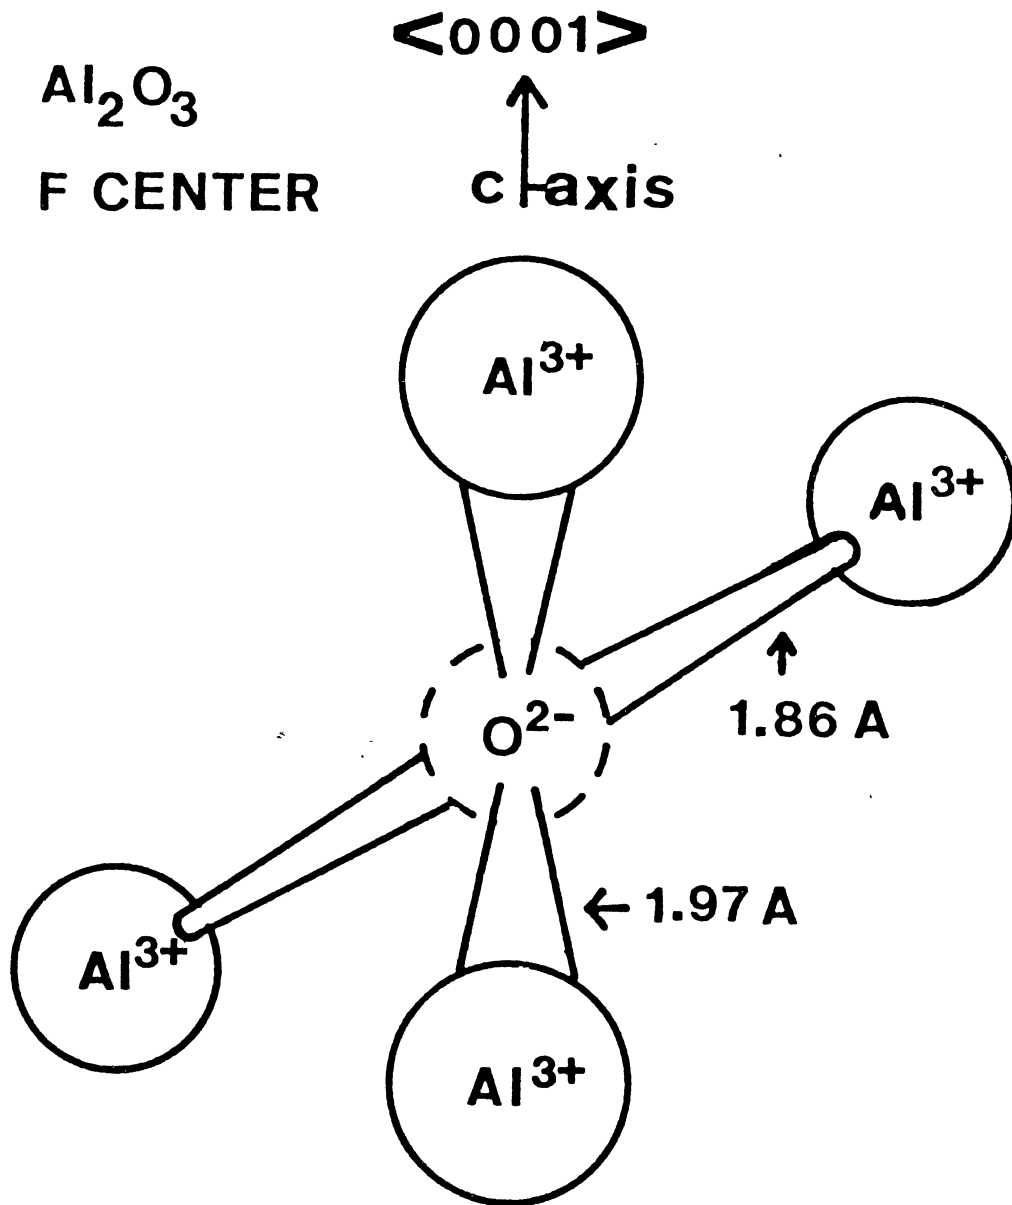 <0001>
Al₂O₃
F CENTER
c-axis
Al³⁺
Al³⁺
1.86 A
O²⁻
1.97 A
Al³⁺
Al³⁺